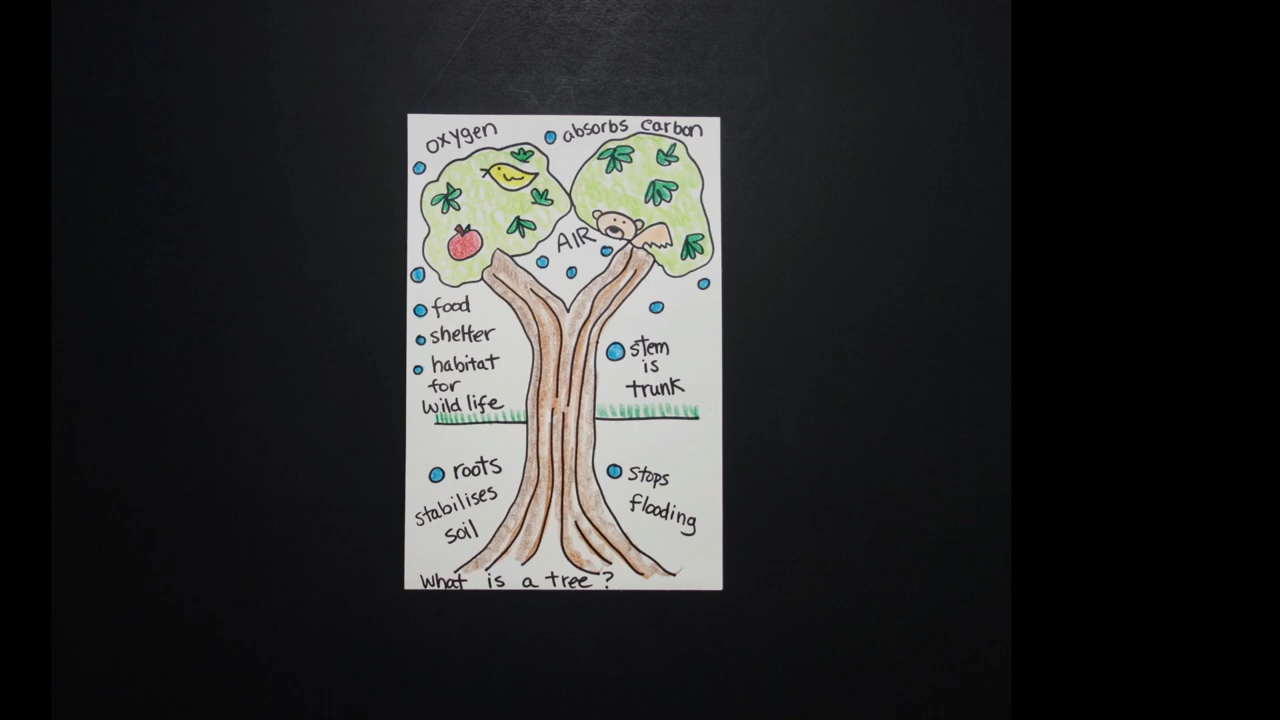 oxygen
absorbs carbon
AIR
food
shelter
habitat
for
wild life
stem
is
trunk
roots
stabilises
soil
stops
flooding
What is a tree?